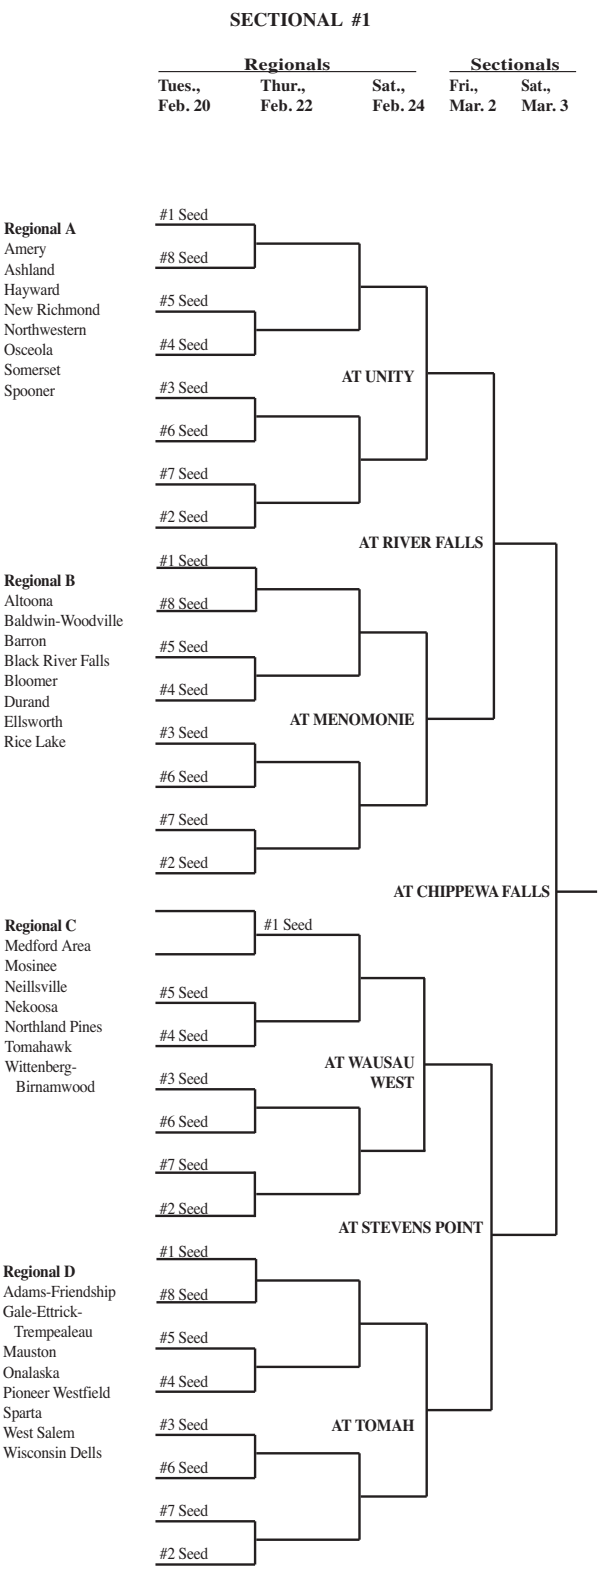 SECTIONAL #1
Regionals
Sectionals
Tues.,
Feb. 20
Thur.,
Feb. 22
Sat.,
Feb. 24
Fri.,
Mar. 2
Sat.,
Mar. 3
Regional A
Amery
Ashland
Hayward
New Richmond
Northwestern
Osceola
Somerset
Spooner
#1 Seed
#8 Seed
#5 Seed
#4 Seed
#3 Seed
#6 Seed
#7 Seed
#2 Seed
AT UNITY
AT RIVER FALLS
Regional B
Altoona
Baldwin-Woodville
Barron
Black River Falls
Bloomer
Durand
Ellsworth
Rice Lake
#1 Seed
#8 Seed
#5 Seed
#4 Seed
#3 Seed
#6 Seed
#7 Seed
#2 Seed
AT MENOMONIE
AT CHIPPEWA FALLS
Regional C
Medford Area
Mosinee
Neillsville
Nekoosa
Northland Pines
Tomahawk
Wittenberg-
Birnamwood
#1 Seed
#5 Seed
#4 Seed
#3 Seed
#6 Seed
#7 Seed
#2 Seed
AT WAUSAU
WEST
AT STEVENS POINT
Regional D
Adams-Friendship
Gale-Ettrick-
Trempealeau
Mauston
Onalaska
Pioneer Westfield
Sparta
West Salem
Wisconsin Dells
#1 Seed
#8 Seed
#5 Seed
#4 Seed
#3 Seed
#6 Seed
#7 Seed
#2 Seed
AT TOMAH